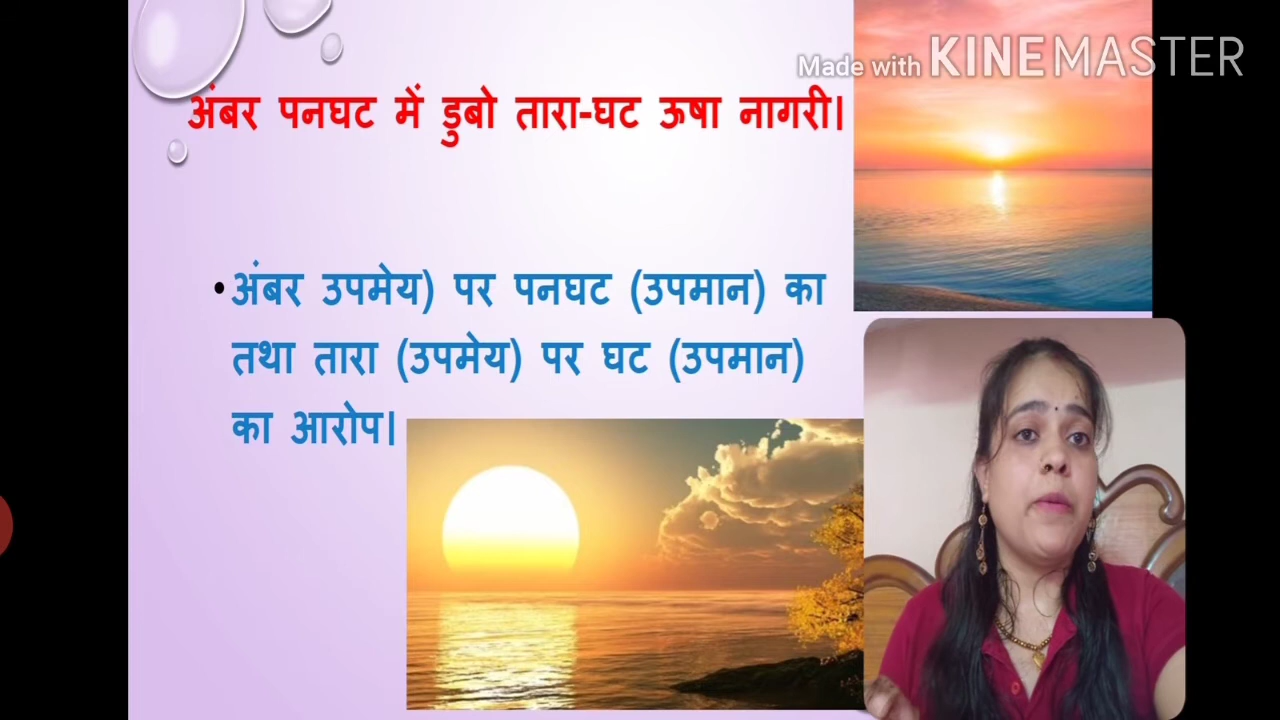 Made with KINEMASTER
अंबर पनघट में डुबो तारा-घट ऊषा नागरी।
•अंबर उपमेय) पर पनघट (उपमान) का
तथा तारा (उपमेय) पर घट (उपमान)
का आरोप।